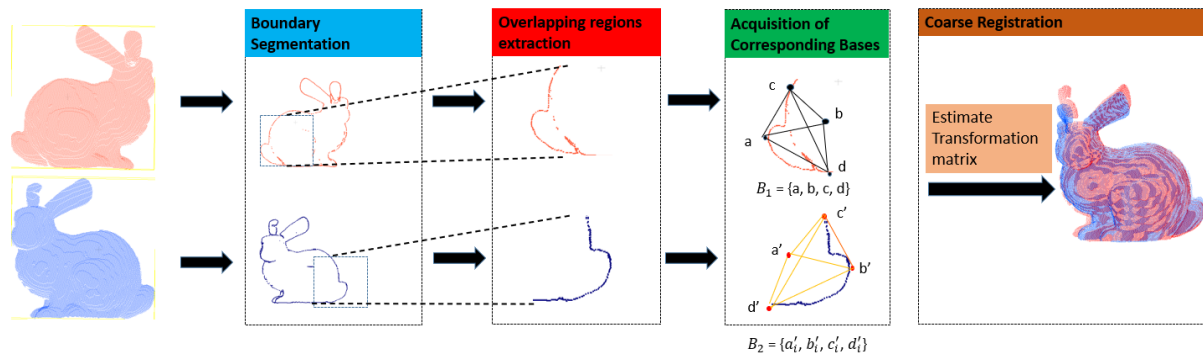 Boundary
Segmentation
Overlapping regions
extraction
Acquisition of
Corresponding Bases
Coarse Registration
c
b
a
d
B₁ = {a, b, c, d}
Estimate
Transformation
matrix
c'
a'
b'
d'
B₂ = {a'ᵢ, b'ᵢ, c'ᵢ, d'ᵢ}